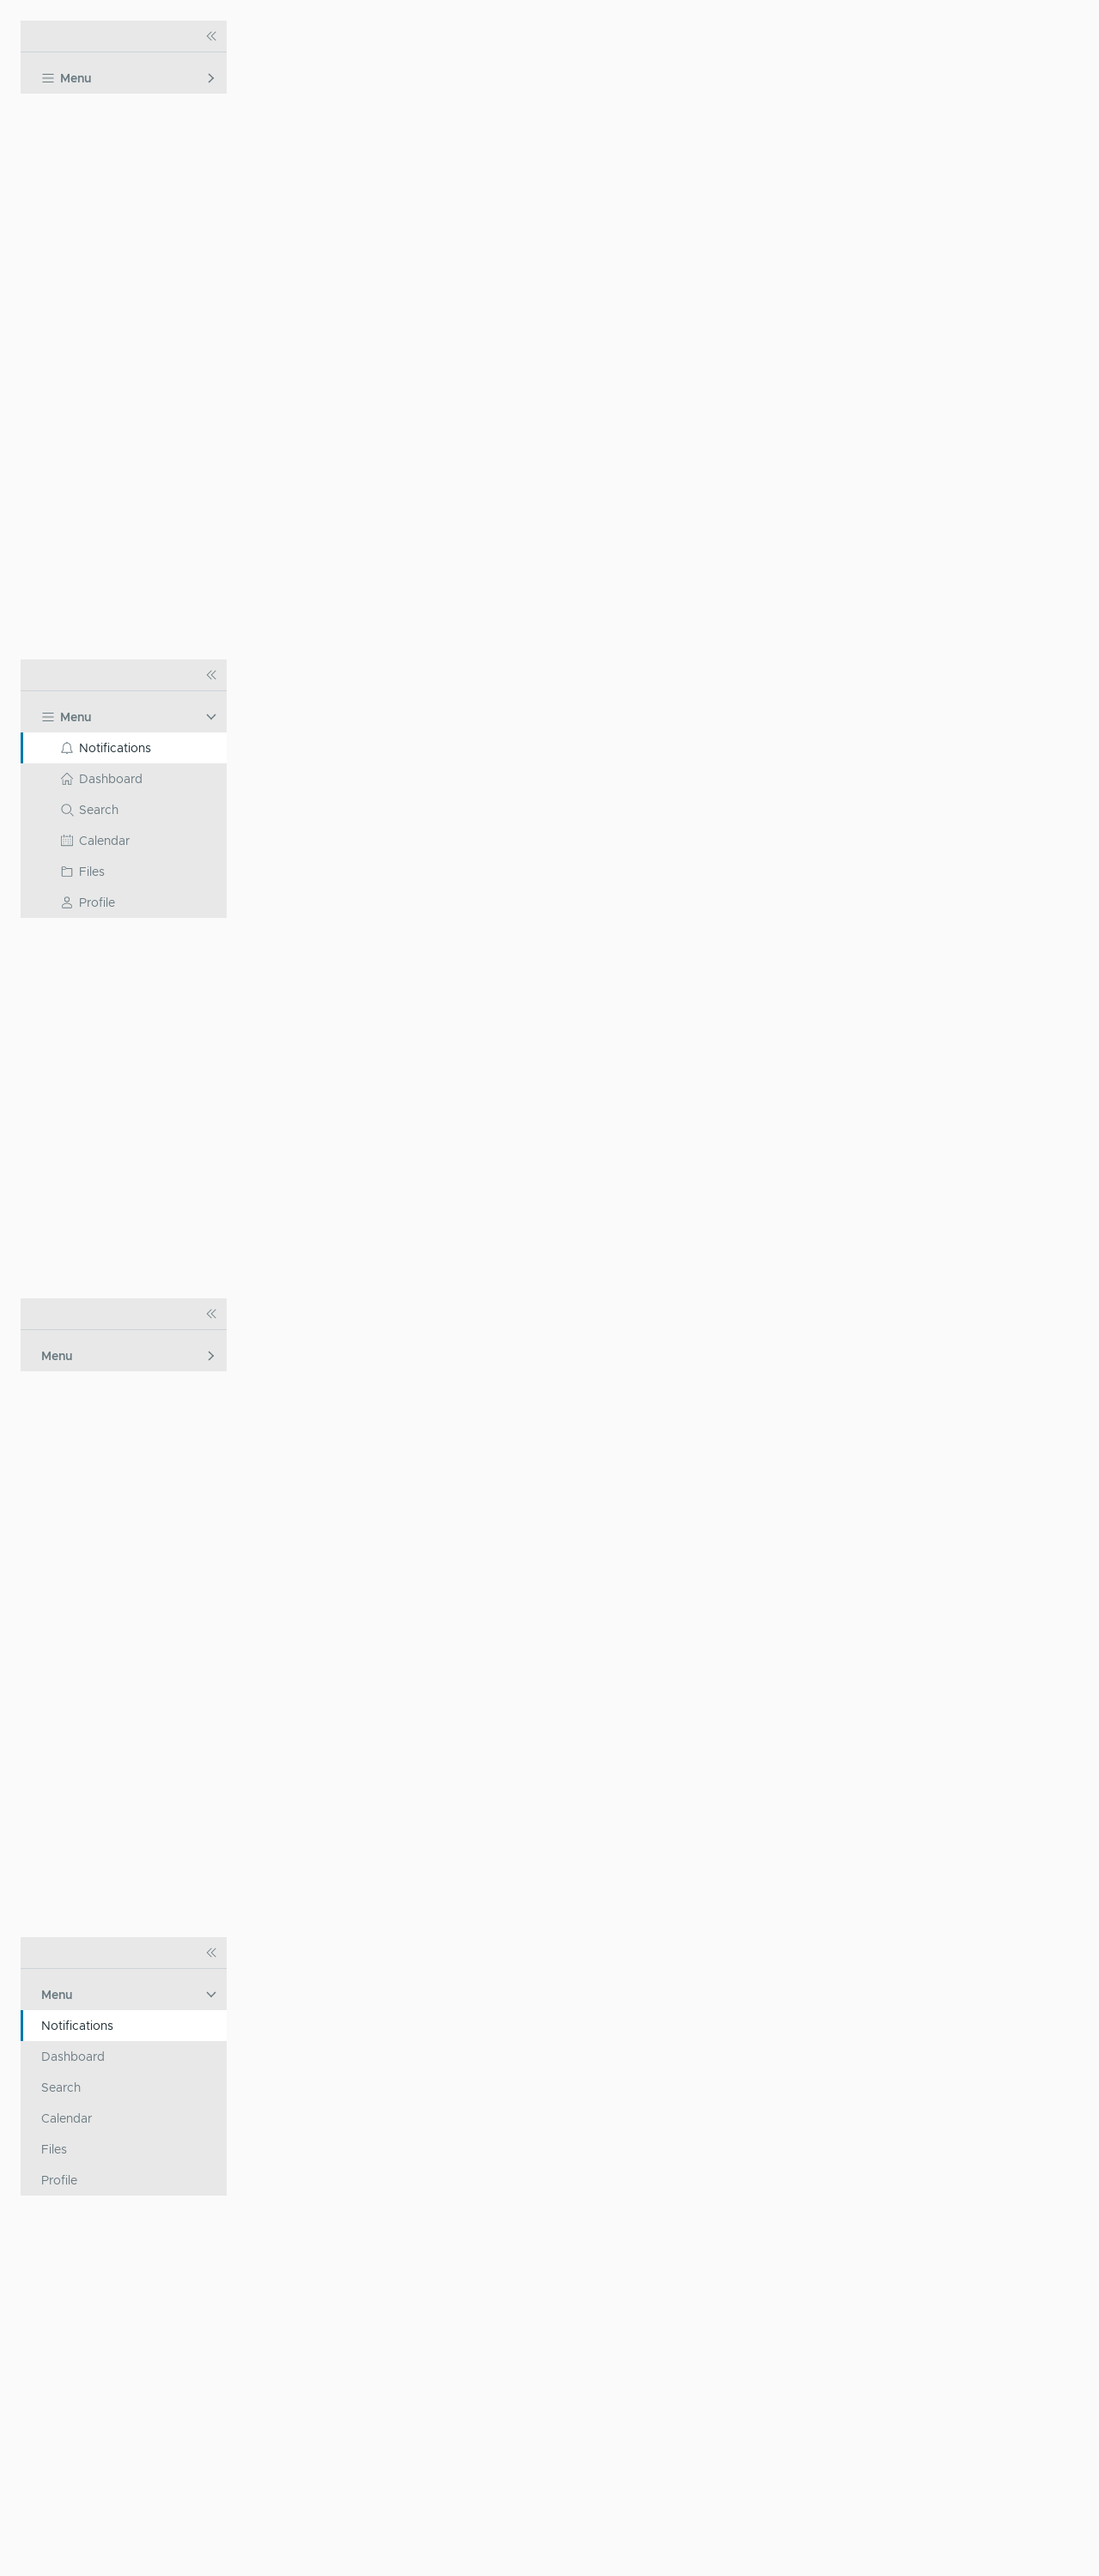 Menu
Menu
Notifications
Dashboard
Search
Calendar
Files
Profile
Menu
Menu
Notifications
Dashboard
Search
Calendar
Files
Profile